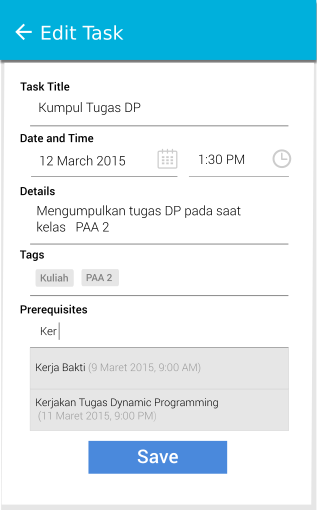 Edit Task
Task Title
Kumpul Tugas DP
Date and Time
12 March 2015 1:30 PM
Details
Mengumpulkan tugas DP pada saat
kelas PAA 2
Tags
Kuliah PAA 2
Prerequisites
Ker
Kerja Bakti (9 Maret 2015, 9:00 AM)
Kerjakan Tugas Dynamic Programming
(11 Maret 2015, 9:00 PM)
Save